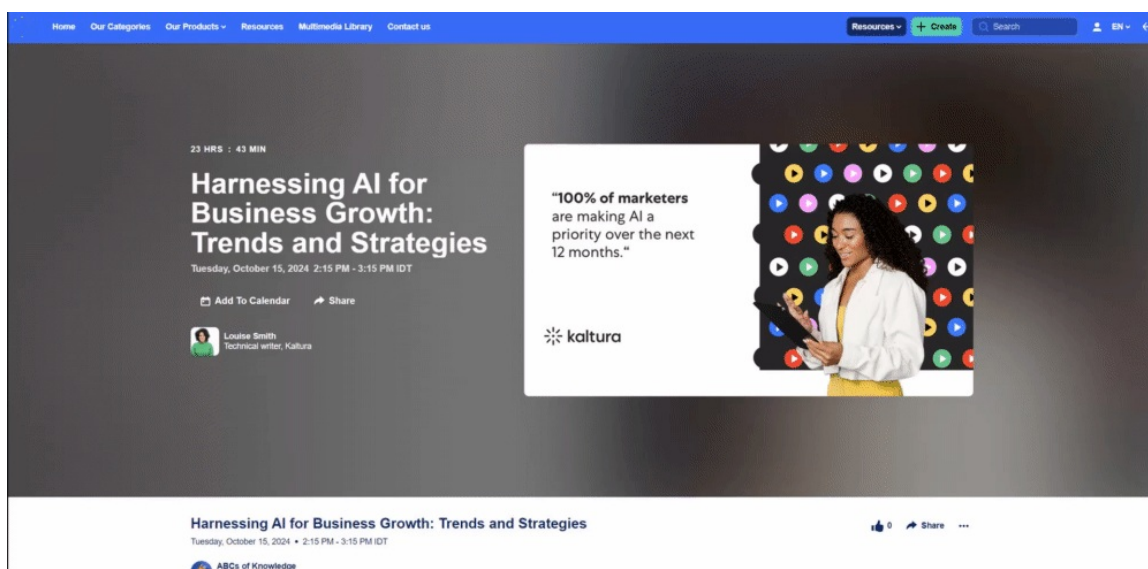 Home Our Categories Our Products Resources Multimedia Library Contact us Resources + Create Search EN
23 HRS : 43 MIN
Harnessing AI for
Business Growth:
Trends and Strategies
Tuesday, October 15, 2024 2:15 PM - 3:15 PM IDT
Add To Calendar Share
Louise Smith
Technical writer, Kaltura
“100% of marketers
are making AI a
priority over the next
12 months.“
kaltura
Harnessing AI for Business Growth: Trends and Strategies
0 Share ...
Tuesday, October 15, 2024 • 2:15 PM - 3:15 PM IDT
ABCs of Knowledge